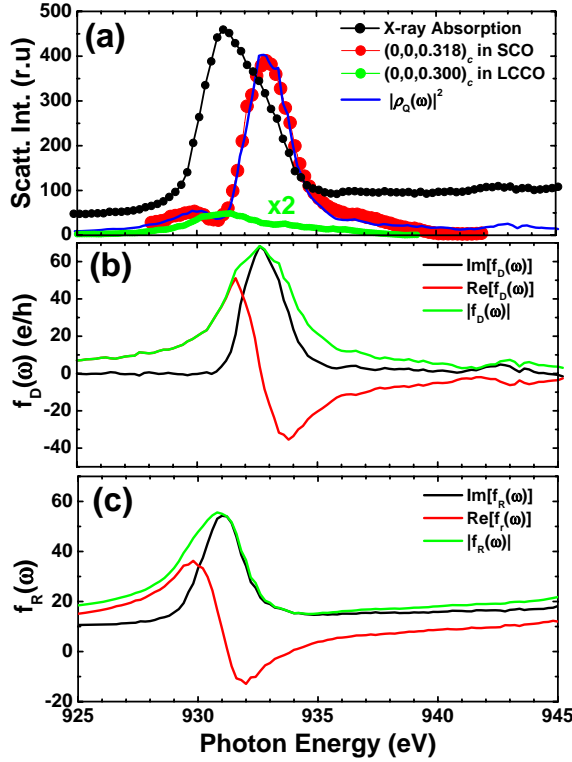 (a)
X-ray Absorption
(0,0,0.318)c in SCO
(0,0,0.300)c in LCCO
|ρQ(ω)|²
x2
Scatt. Int. (r.u)
500
400
300
200
100
0
(b)
Im[fD(ω)]
Re[fD(ω)]
|fD(ω)|
fD(ω) (e/h)
60
40
20
0
-20
-40
(c)
Im[fR(ω)]
Re[fr(ω)]
|fR(ω)|
fR(ω)
60
40
20
0
-20
925 930 935 940 945
Photon Energy (eV)